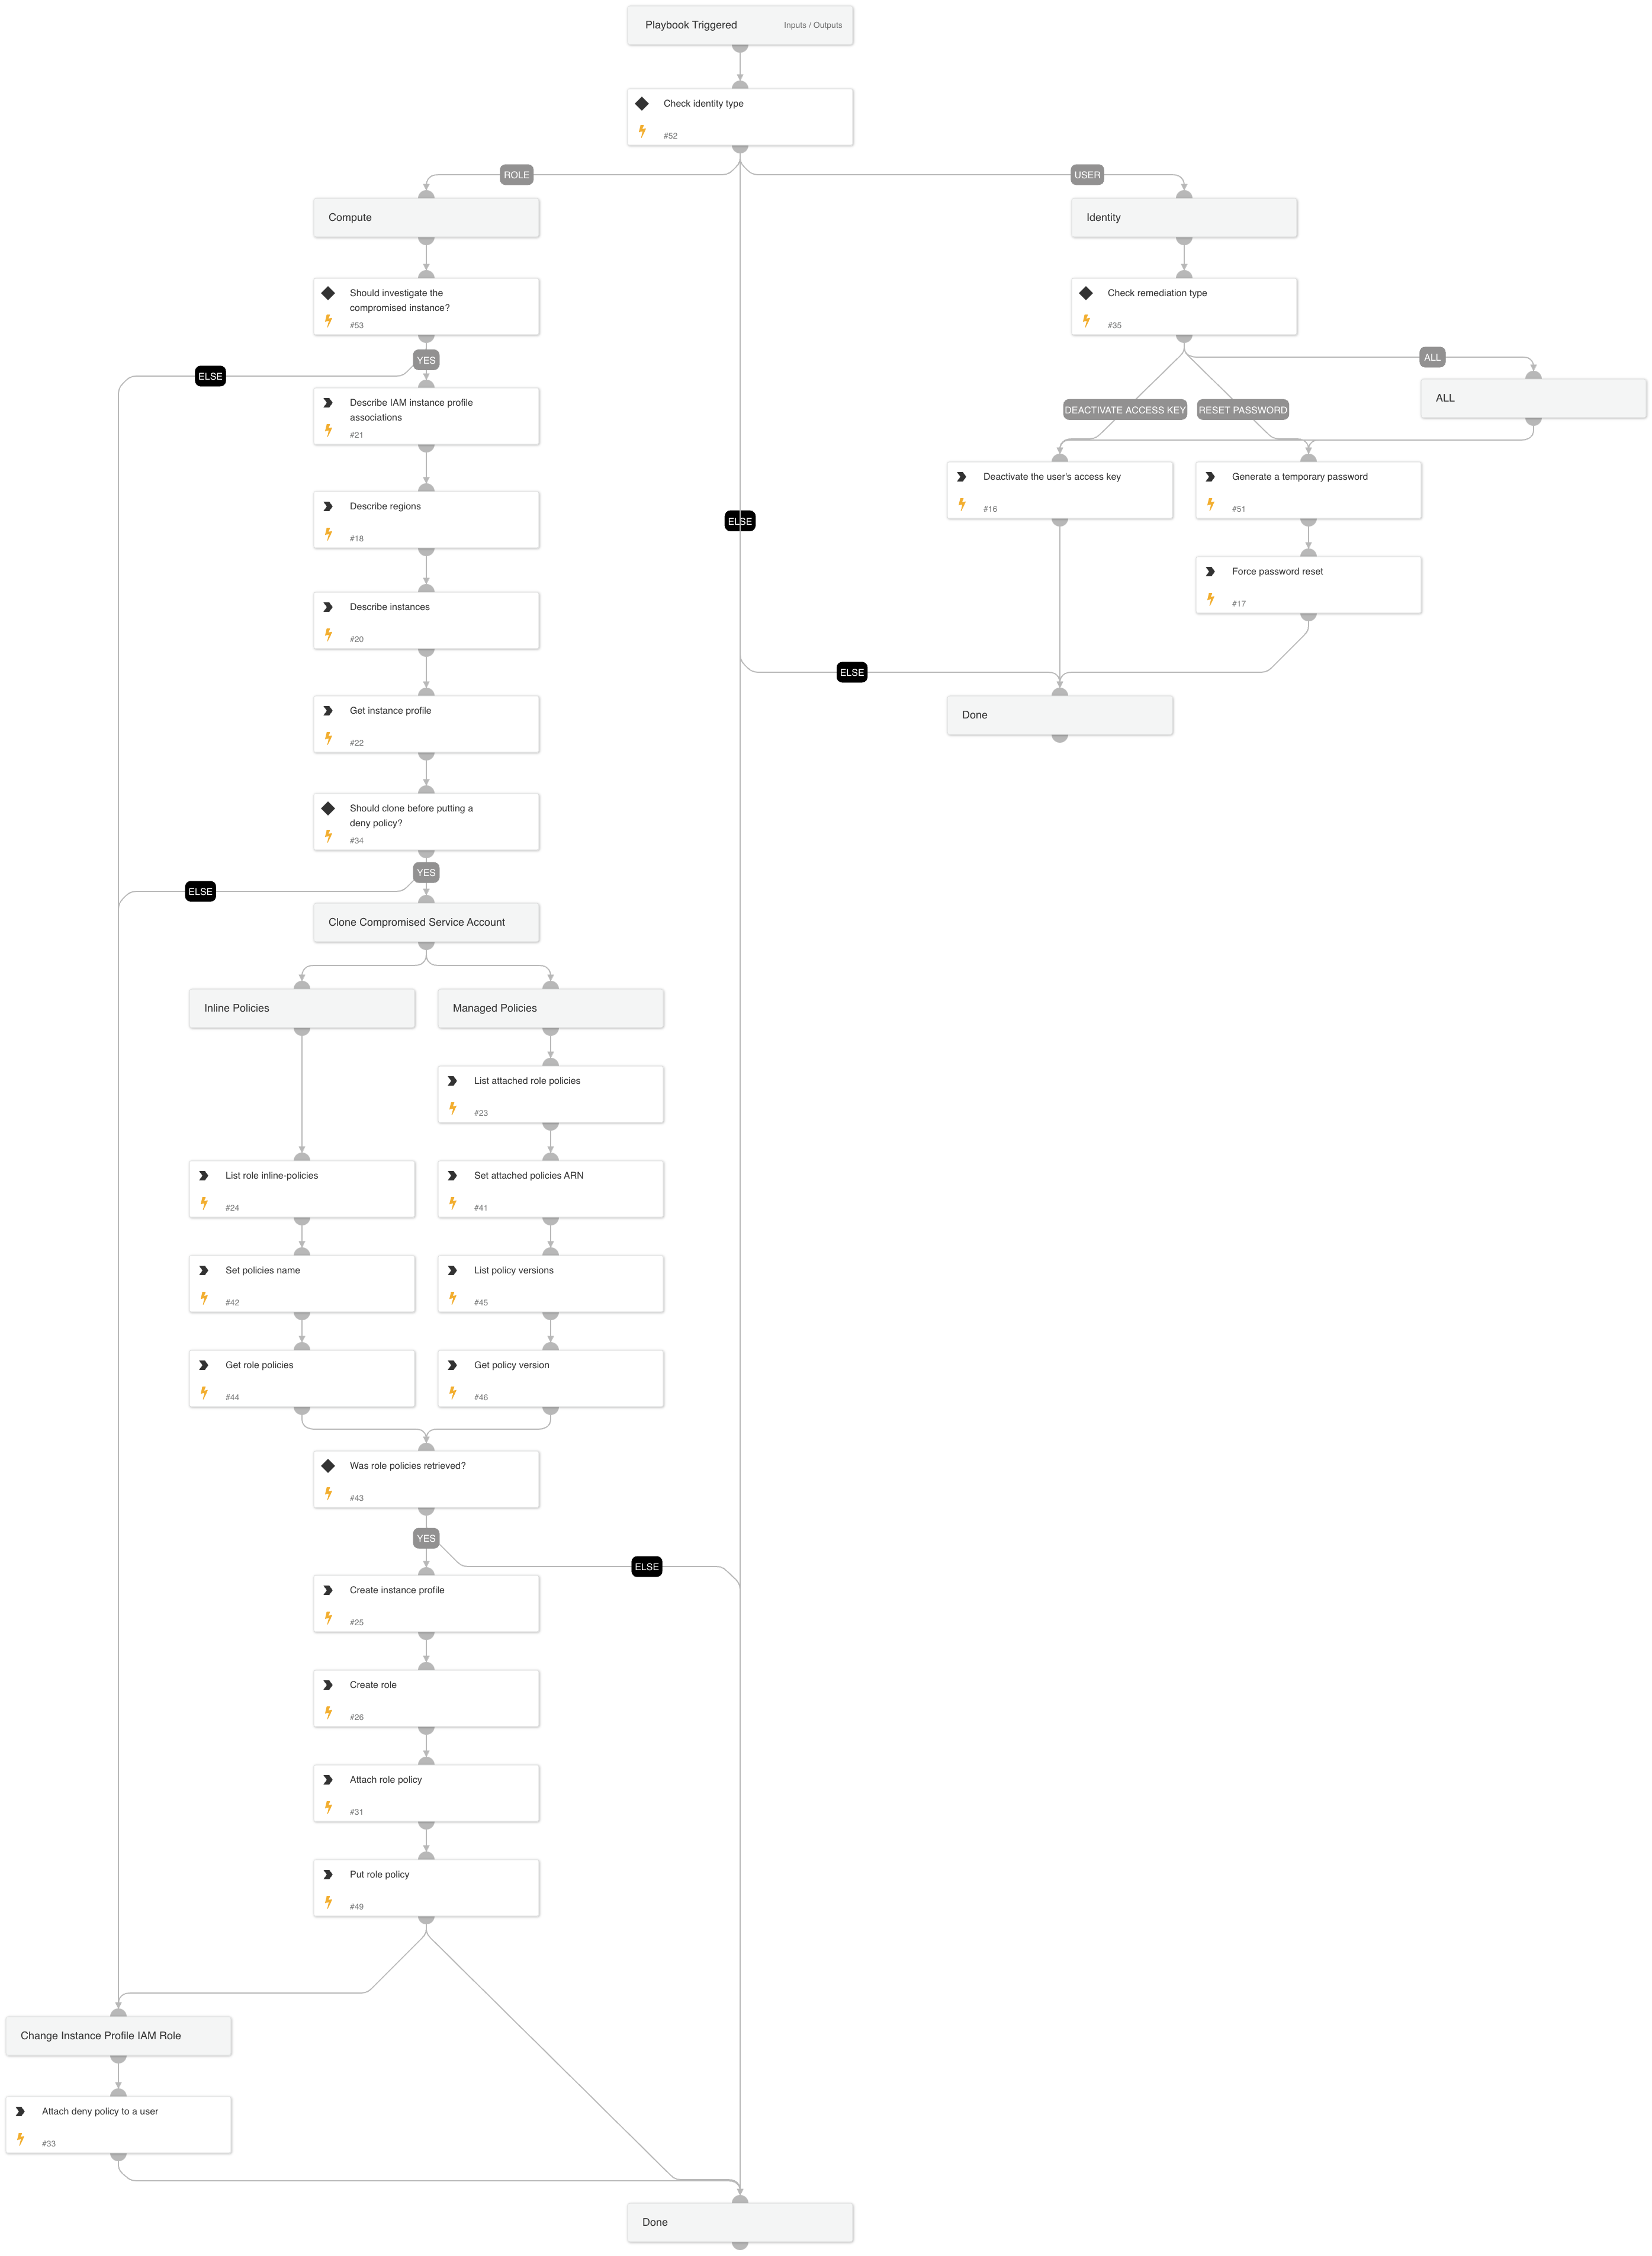 Playbook Triggered
Inputs / Outputs
Check identity type
#52
ROLE
USER
Compute
Identity
Should investigate the
compromised instance?
#53
Check remediation type
#35
YES
ELSE
ALL
ALL
Describe IAM instance profile
associations
#21
DEACTIVATE ACCESS KEY
RESET PASSWORD
Deactivate the user's access key
#16
Generate a temporary password
#51
Describe regions
#18
ELSE
Force password reset
#17
Describe instances
#20
ELSE
Get instance profile
#22
Done
Should clone before putting a
deny policy?
#34
YES
ELSE
Clone Compromised Service Account
Inline Policies
Managed Policies
List attached role policies
#23
List role inline-policies
#24
Set attached policies ARN
#41
Set policies name
#42
List policy versions
#45
Get role policies
#44
Get policy version
#46
Was role policies retrieved?
#43
YES
ELSE
Create instance profile
#25
Create role
#26
Attach role policy
#31
Put role policy
#49
Change Instance Profile IAM Role
Attach deny policy to a user
#33
Done